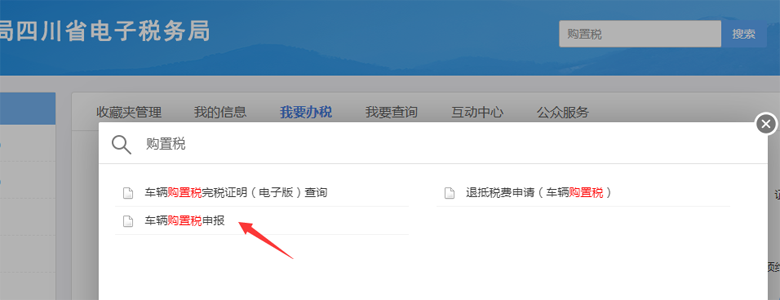 局四川省电子税务局
购置税 搜索
收藏夹管理 我的信息 我要办税 我要查询 互动中心 公众服务
购置税
车辆购置税完税证明（电子版）查询 退抵税费申请（车辆购置税）
车辆购置税申报